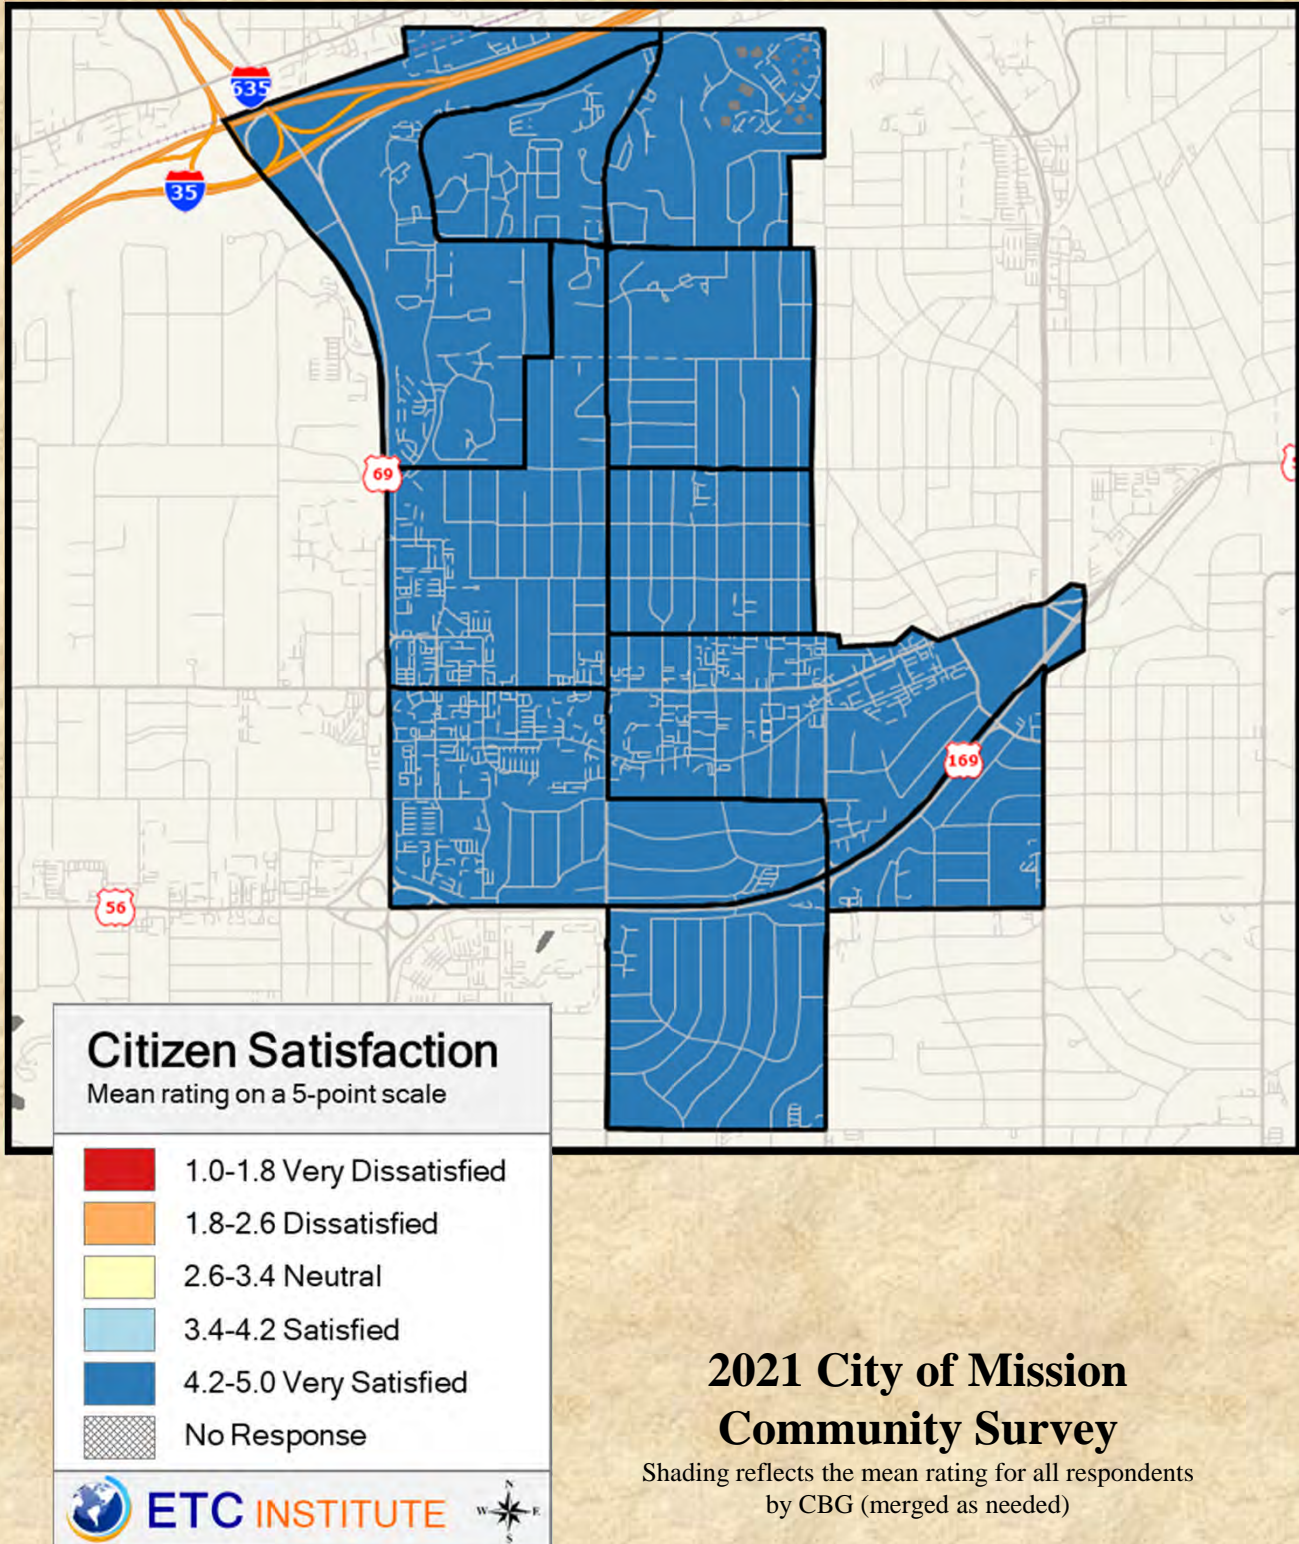 635
35
69
169
56
Citizen Satisfaction
Mean rating on a 5-point scale
1.0-1.8 Very Dissatisfied
1.8-2.6 Dissatisfied
2.6-3.4 Neutral
3.4-4.2 Satisfied
4.2-5.0 Very Satisfied
No Response
ETC INSTITUTE
N
W E
S
2021 City of Mission
Community Survey
Shading reflects the mean rating for all respondents
by CBG (merged as needed)